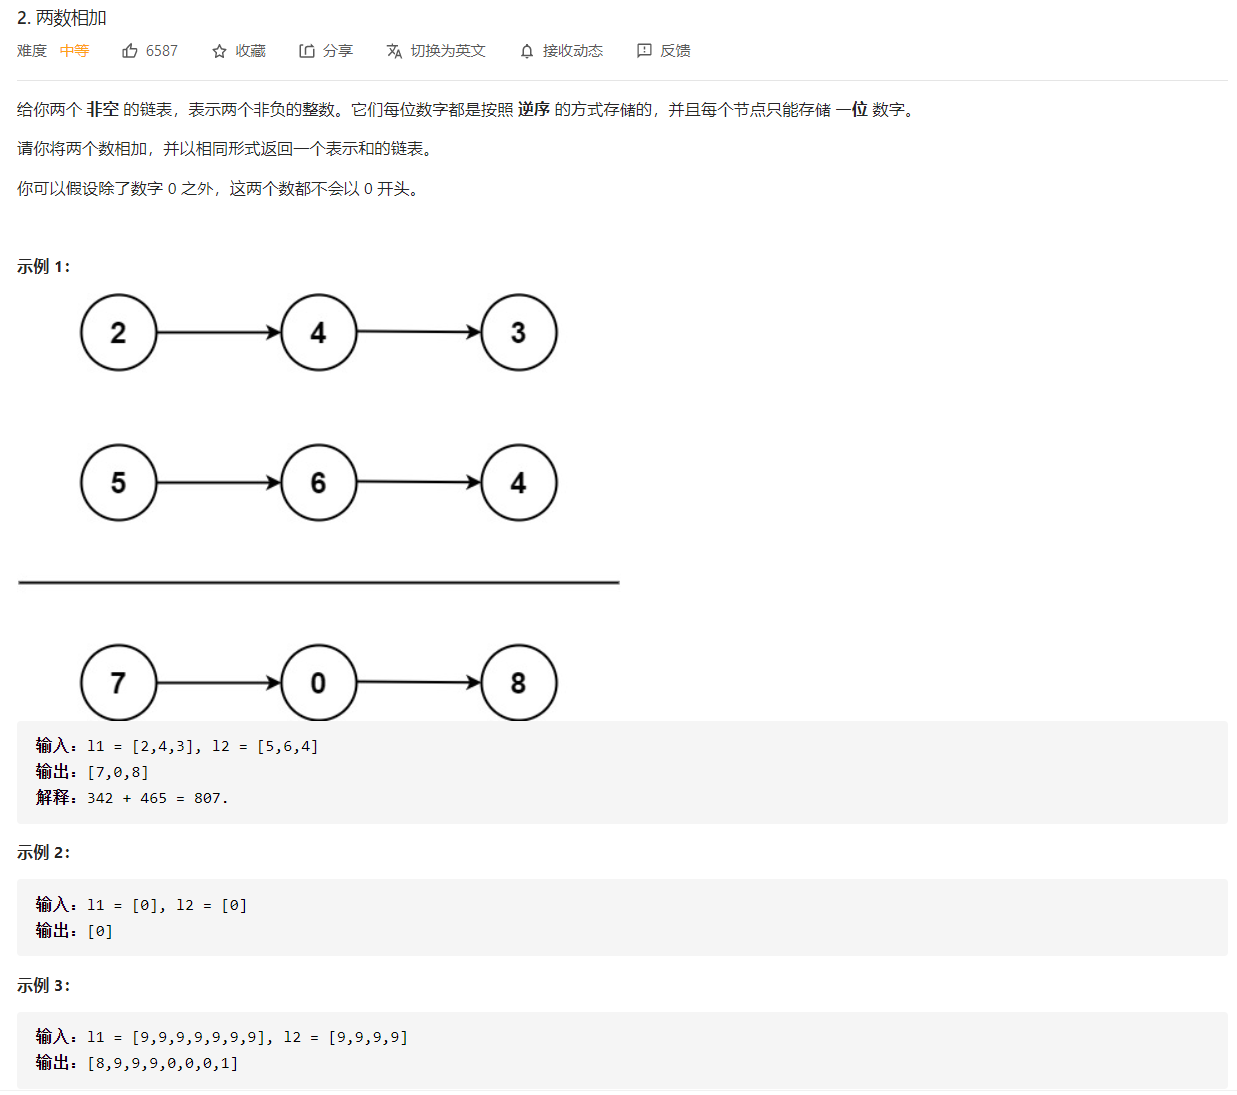 2. 两数相加
难度 中等 6587 收藏 分享 切换为英文 接收动态 反馈
给你两个 非空 的链表，表示两个非负的整数。它们每位数字都是按照 逆序 的方式存储的，并且每个节点只能存储 一位 数字。
请你将两个数相加，并以相同形式返回一个表示和的链表。
你可以假设除了数字 0 之外，这两个数都不会以 0 开头。
示例 1：
2 4 3
5 6 4
7 0 8
输入：l1 = [2,4,3], l2 = [5,6,4]
输出：[7,0,8]
解释：342 + 465 = 807.
示例 2：
输入：l1 = [0], l2 = [0]
输出：[0]
示例 3：
输入：l1 = [9,9,9,9,9,9,9], l2 = [9,9,9,9]
输出：[8,9,9,9,0,0,0,1]